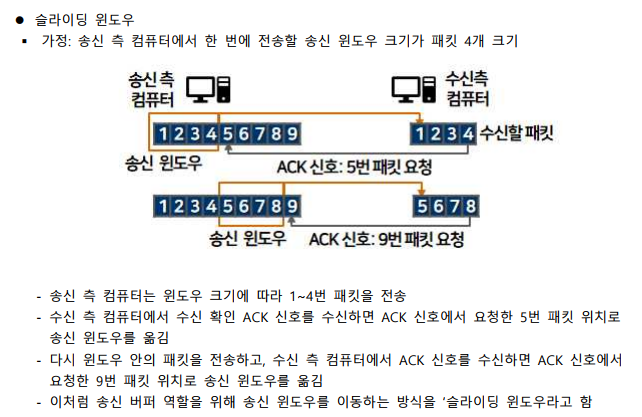 ● 슬라이딩 윈도우
▪ 가정: 송신 측 컴퓨터에서 한 번에 전송할 송신 윈도우 크기가 패킷 4개 크기
송신 측
컴퓨터
수신측
컴퓨터
1 2 3 4 5 6 7 8 9
1 2 3 4 수신할 패킷
송신 윈도우
ACK 신호: 5번 패킷 요청
1 2 3 4 5 6 7 8 9
5 6 7 8
송신 윈도우
ACK 신호: 9번 패킷 요청
- 송신 측 컴퓨터는 윈도우 크기에 따라 1~4번 패킷을 전송
- 수신 측 컴퓨터에서 수신 확인 ACK 신호를 수신하면 ACK 신호에서 요청한 5번 패킷 위치로
송신 윈도우를 옮김
- 다시 윈도우 안의 패킷을 전송하고, 수신 측 컴퓨터에서 ACK 신호를 수신하면 ACK 신호에서
요청한 9번 패킷 위치로 송신 윈도우를 옮김
- 이처럼 송신 버퍼 역할을 위해 송신 윈도우를 이동하는 방식을 '슬라이딩 윈도우라고 함